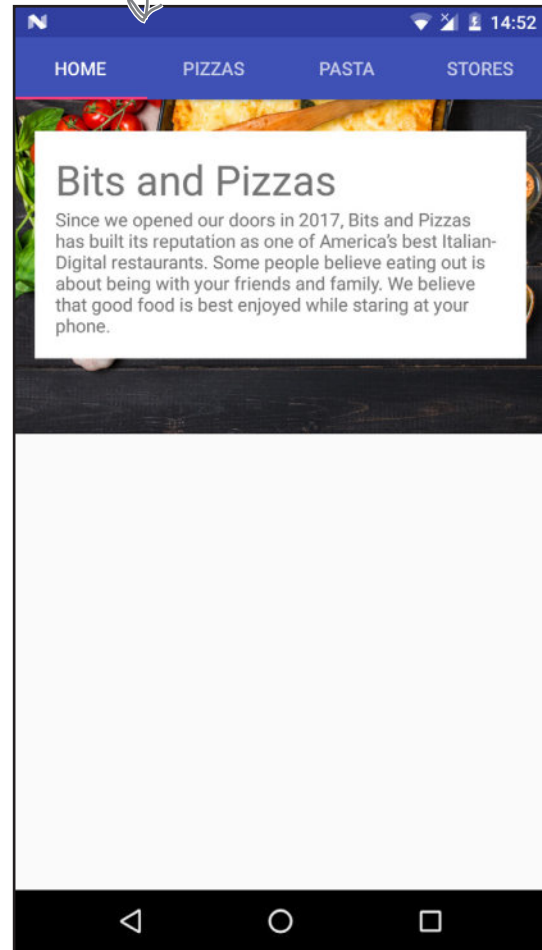 N 14:52
HOME PIZZAS PASTA STORES
Bits and Pizzas
Since we opened our doors in 2017, Bits and Pizzas
has built its reputation as one of America's best Italian-
Digital restaurants. Some people believe eating out is
about being with your friends and family. We believe
that good food is best enjoyed while staring at your
phone.